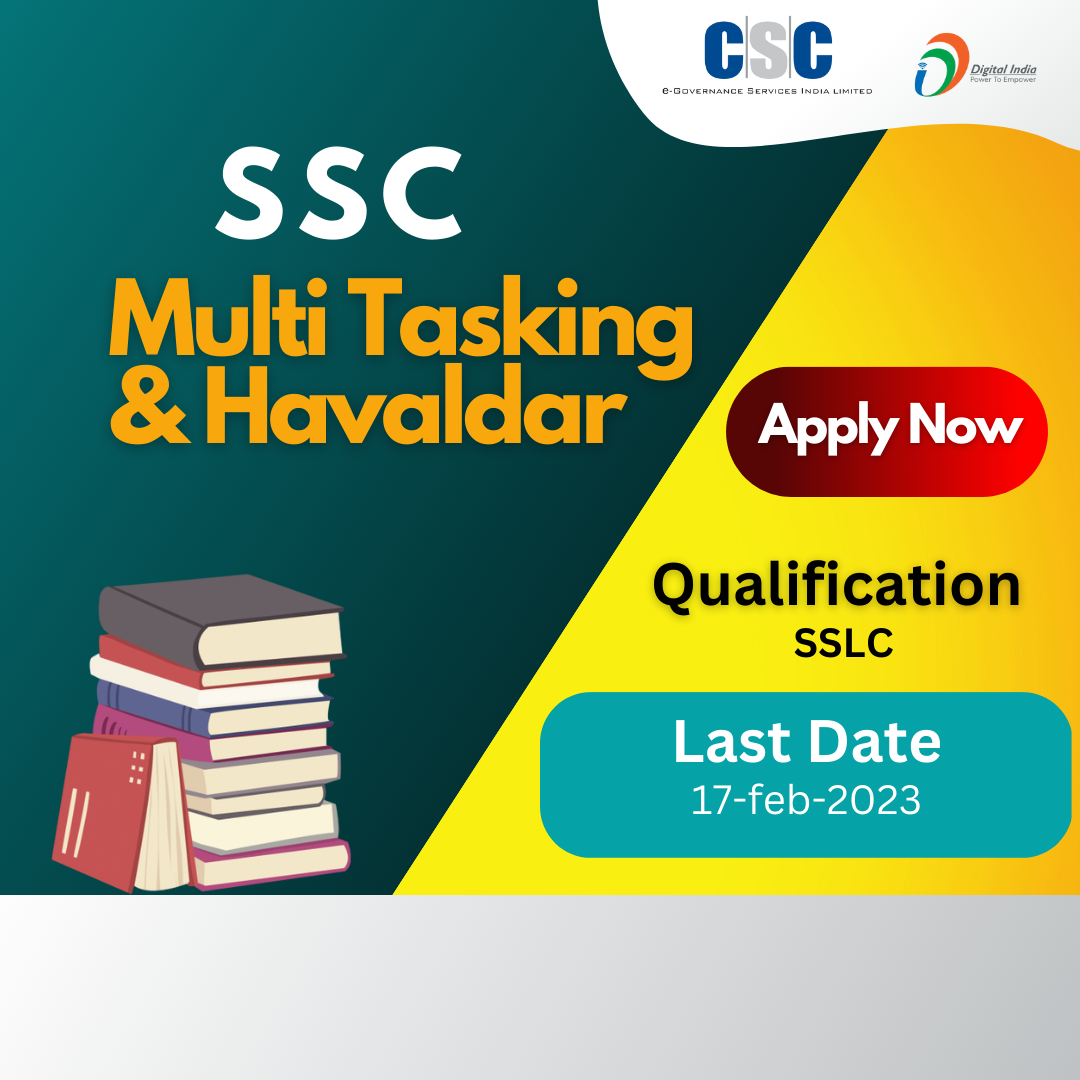 CSC
e-Governance Services India Limited
Digital India
Power To Empower
SSC
Multi Tasking
& Havaldar
Apply Now
Qualification
SSLC
Last Date
17-feb-2023